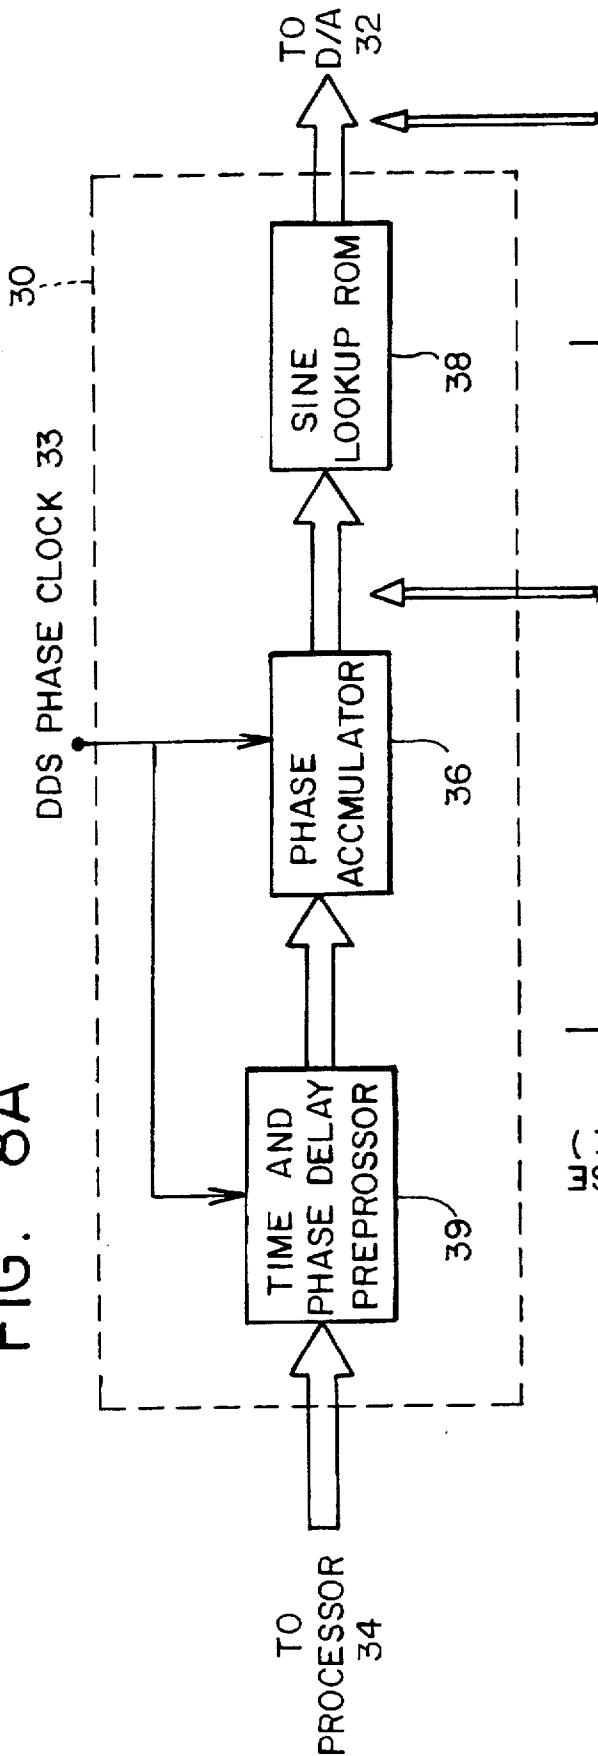 FIG. 8A
DDS PHASE CLOCK 33
30
TO
PROCESSOR
34
TIME AND
PHASE DELAY
PREPROSSOR
39
PHASE
ACCMULATOR
36
SINE
LOOKUP ROM
38
TO
D/A
32